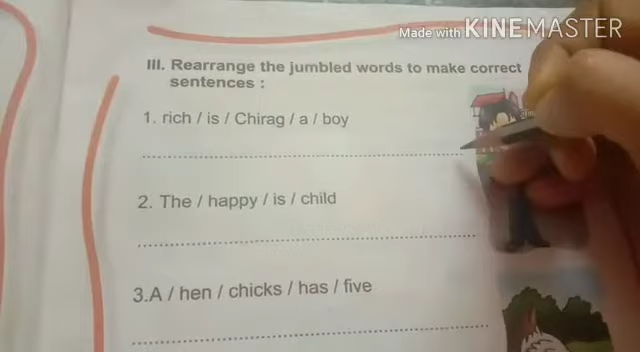 Made with KINEMASTER
III. Rearrange the jumbled words to make correct
sentences :
1. rich / is / Chirag / a / boy
2. The / happy / is / child
3.A / hen / chicks / has / five